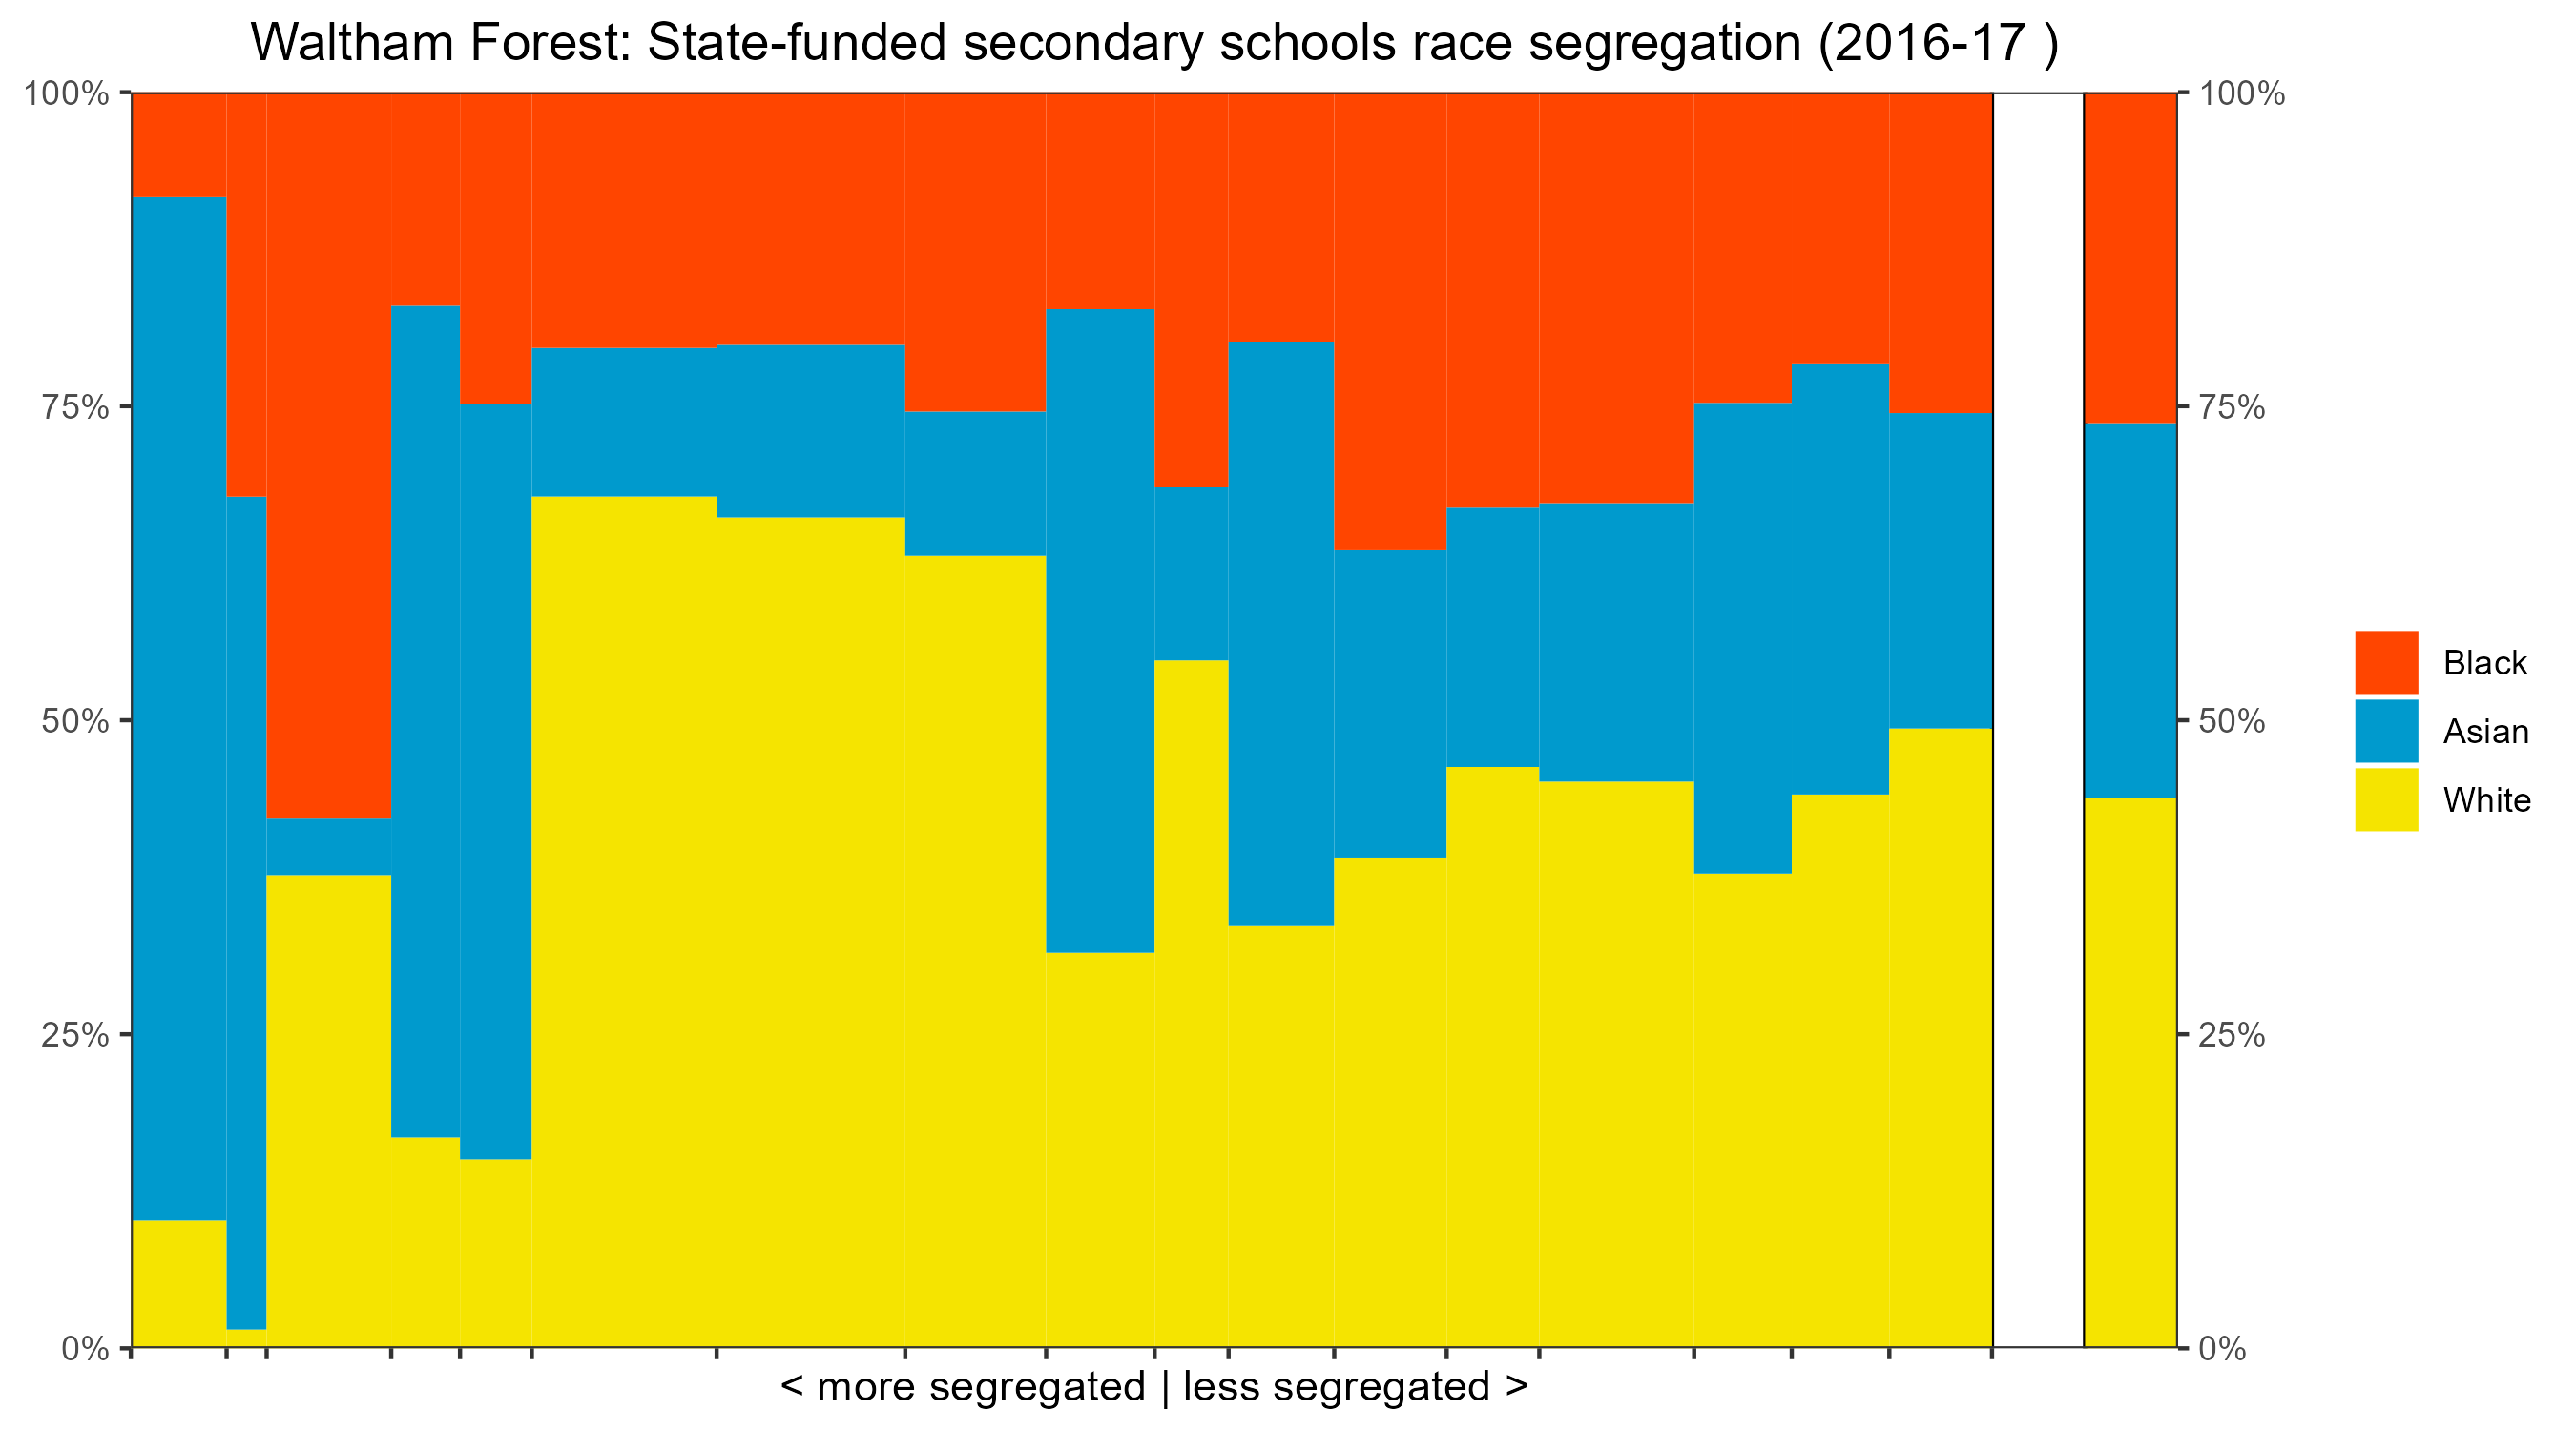 Waltham Forest: State-funded secondary schools race segregation (2016-17 )
100%
100%
75%
75%
50%
50%
25%
25%
0%
0%
Black
Asian
White
< more segregated | less segregated >